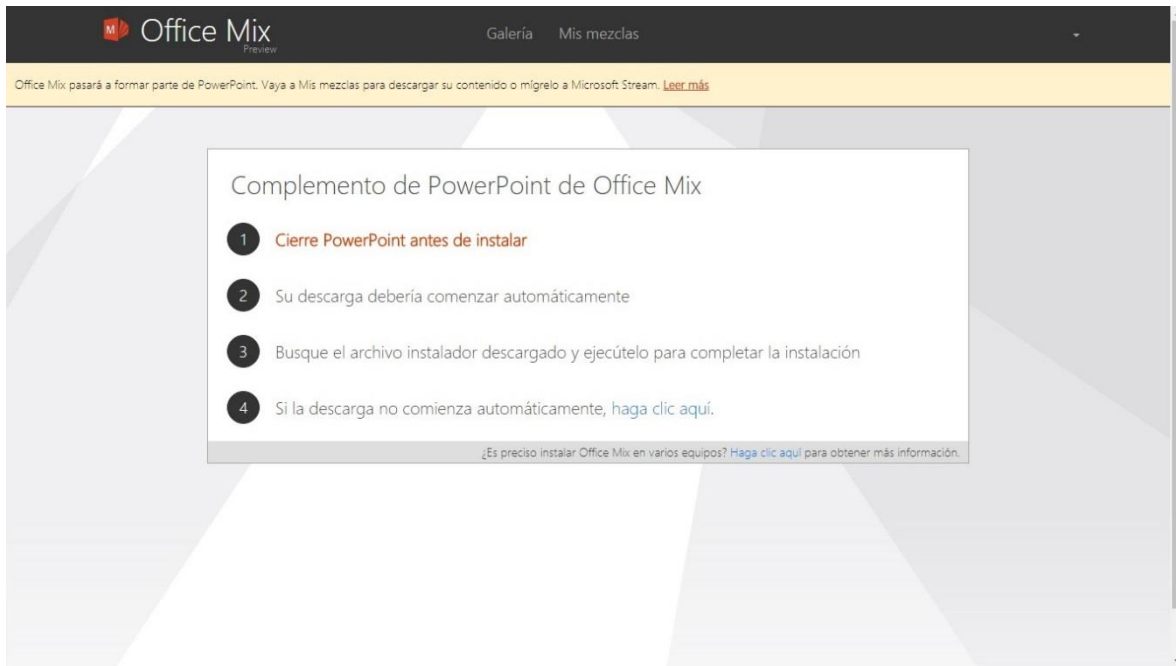 Office Mix
Preview
Galería
Mis mezclas
Office Mix pasará a formar parte de PowerPoint. Vaya a Mis mezclas para descargar su contenido o mígrelo a Microsoft Stream. Leer más
Complemento de PowerPoint de Office Mix
1 Cierre PowerPoint antes de instalar
2 Su descarga debería comenzar automáticamente
3 Busque el archivo instalador descargado y ejecútelo para completar la instalación
4 Si la descarga no comienza automáticamente, haga clic aquí.
¿Es preciso instalar Office Mix en varios equipos? Haga clic aquí para obtener más información.